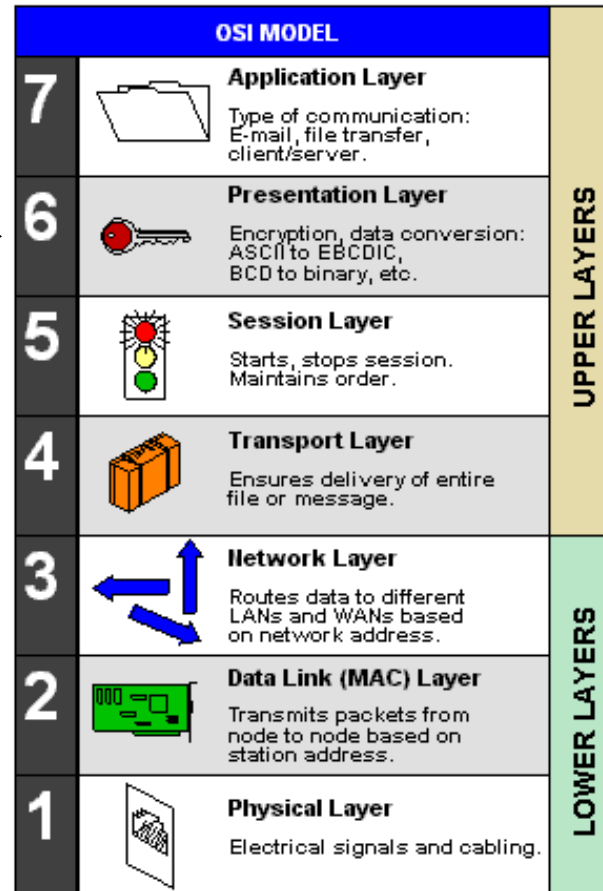 OSI MODEL
7
Application Layer
Type of communication:
E-mail, file transfer,
client/server.
6
Presentation Layer
Encryption, data conversion:
ASCII to EBCDIC,
BCD to binary, etc.
5
Session Layer
Starts, stops session.
Maintains order.
4
Transport Layer
Ensures delivery of entire
file or message.
UPPER LAYERS
3
Network Layer
Routes data to different
LANs and WANs based
on network address.
2
Data Link (MAC) Layer
Transmits packets from
node to node based on
station address.
1
Physical Layer
Electrical signals and cabling.
LOWER LAYERS